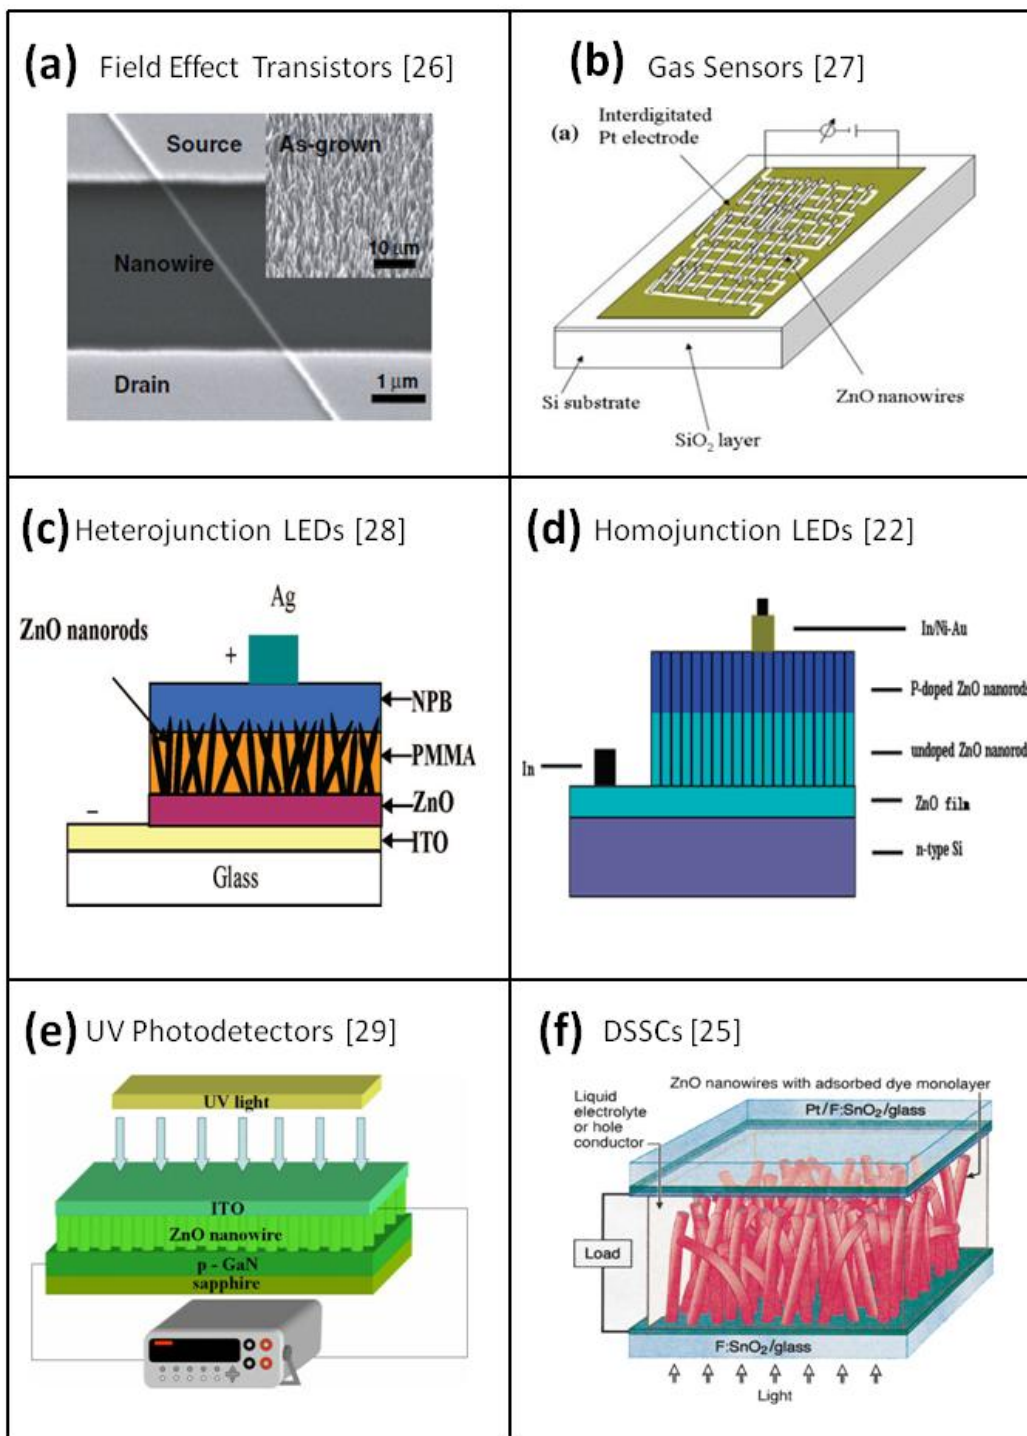 (a) Field Effect Transistors [26]
Source
As-grown
10 μm
Nanowire
Drain
1 μm
(b) Gas Sensors [27]
Interdigitated
(a) Pt electrode
ZnO nanowires
Si substrate
SiO₂ layer
(c) Heterojunction LEDs [28]
Ag
ZnO nanorods
+
NPB
PMMA
ZnO
–
ITO
Glass
(d) Homojunction LEDs [22]
In/Ni-Au
P-doped ZnO nanorods
undoped ZnO nanorod
In
ZnO film
n-type Si
(e) UV Photodetectors [29]
UV light
ITO
ZnO nanowire
p - GaN
sapphire
(f) DSSCs [25]
ZnO nanowires with adsorbed dye monolayer
Liquid
electrolyte
or hole
conductor
Pt/F:SnO₂/glass
Load
F:SnO₂/glass
Light